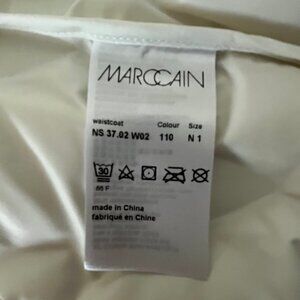 MARCCAIN
waistcoat Colour Size
NS 37.02 W02 110 N 1
30
86 F
made in China
fabriqué en Chine